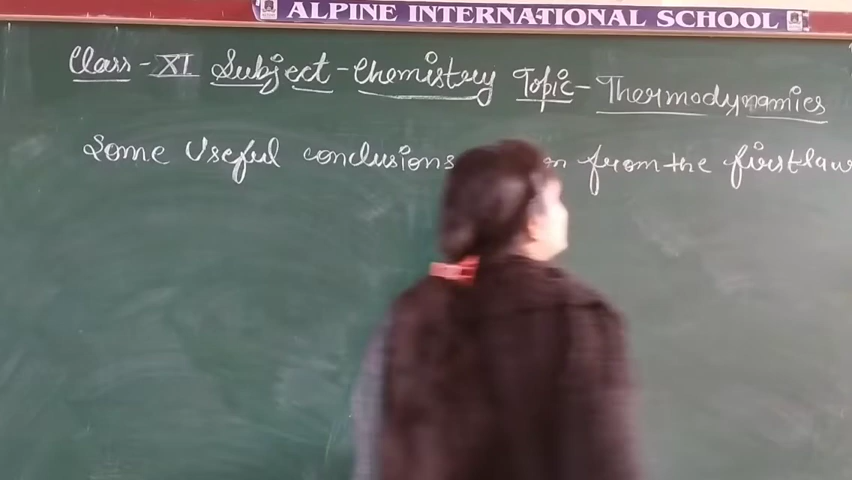 ALPINE INTERNATIONAL SCHOOL
Class - XI Subject - Chemistry Topic - Thermodynamics
Some Useful conclusions from the first law